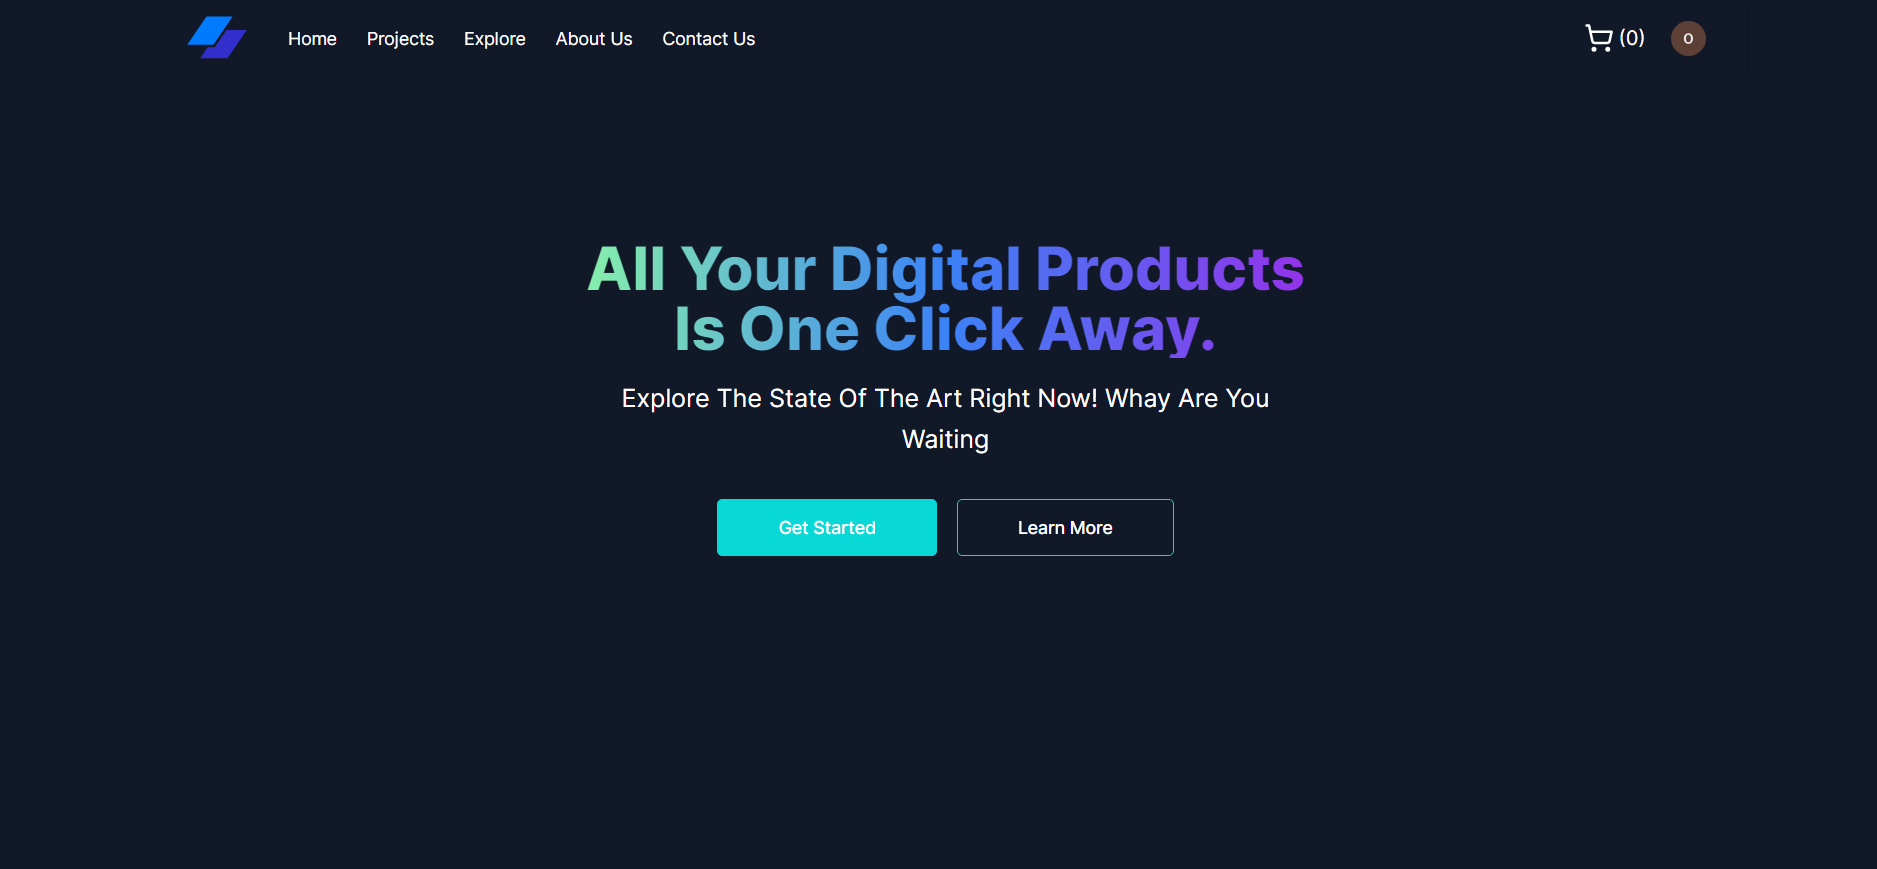 Home Projects Explore About Us Contact Us (0) O
All Your Digital Products
Is One Click Away.
Explore The State Of The Art Right Now! Whay Are You
Waiting
Get Started Learn More